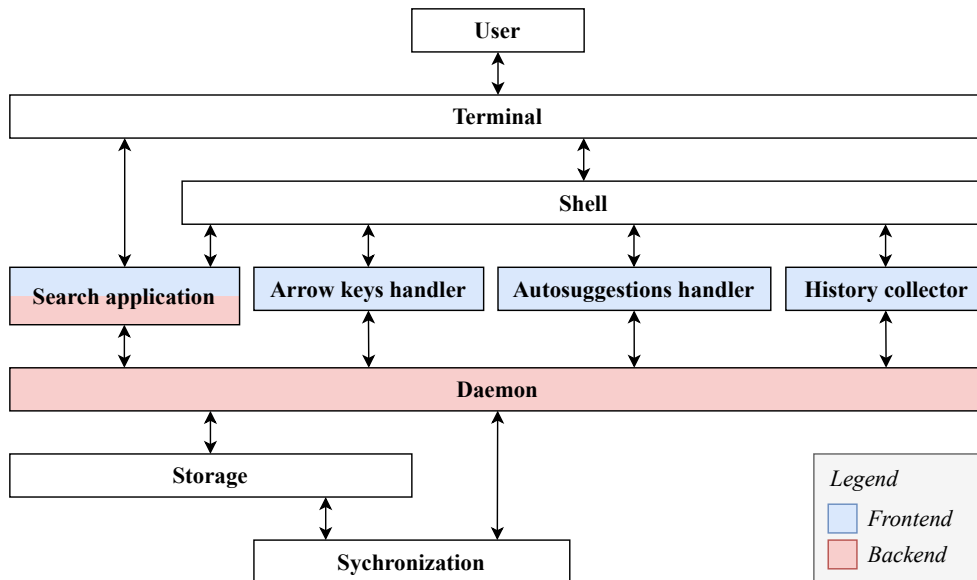 User
Terminal
Shell
Search application
Arrow keys handler
Autosuggestions handler
History collector
Daemon
Storage
Sychronization
Legend
Frontend
Backend